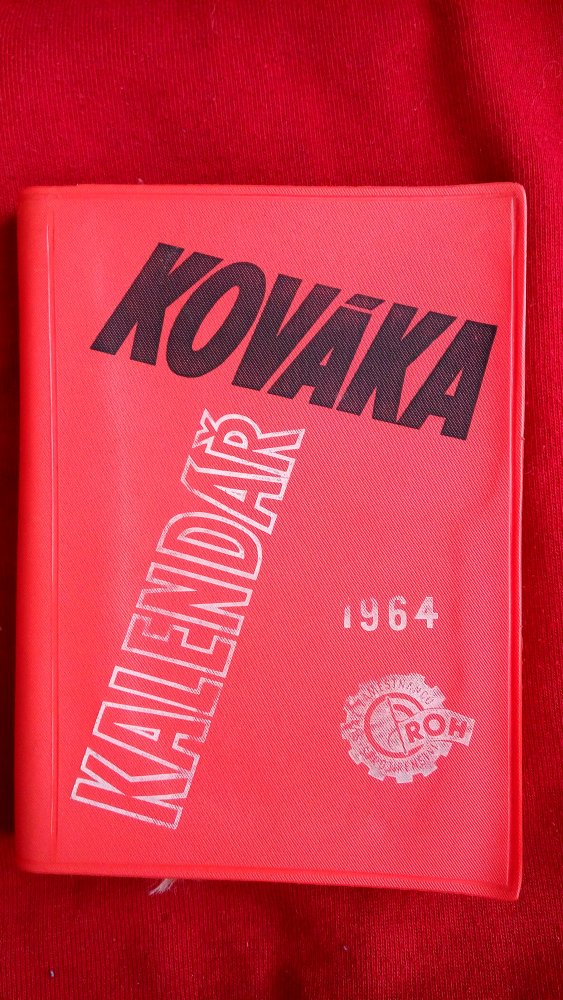 KOVÁKA
KALENDÁŘ
1964
ROH